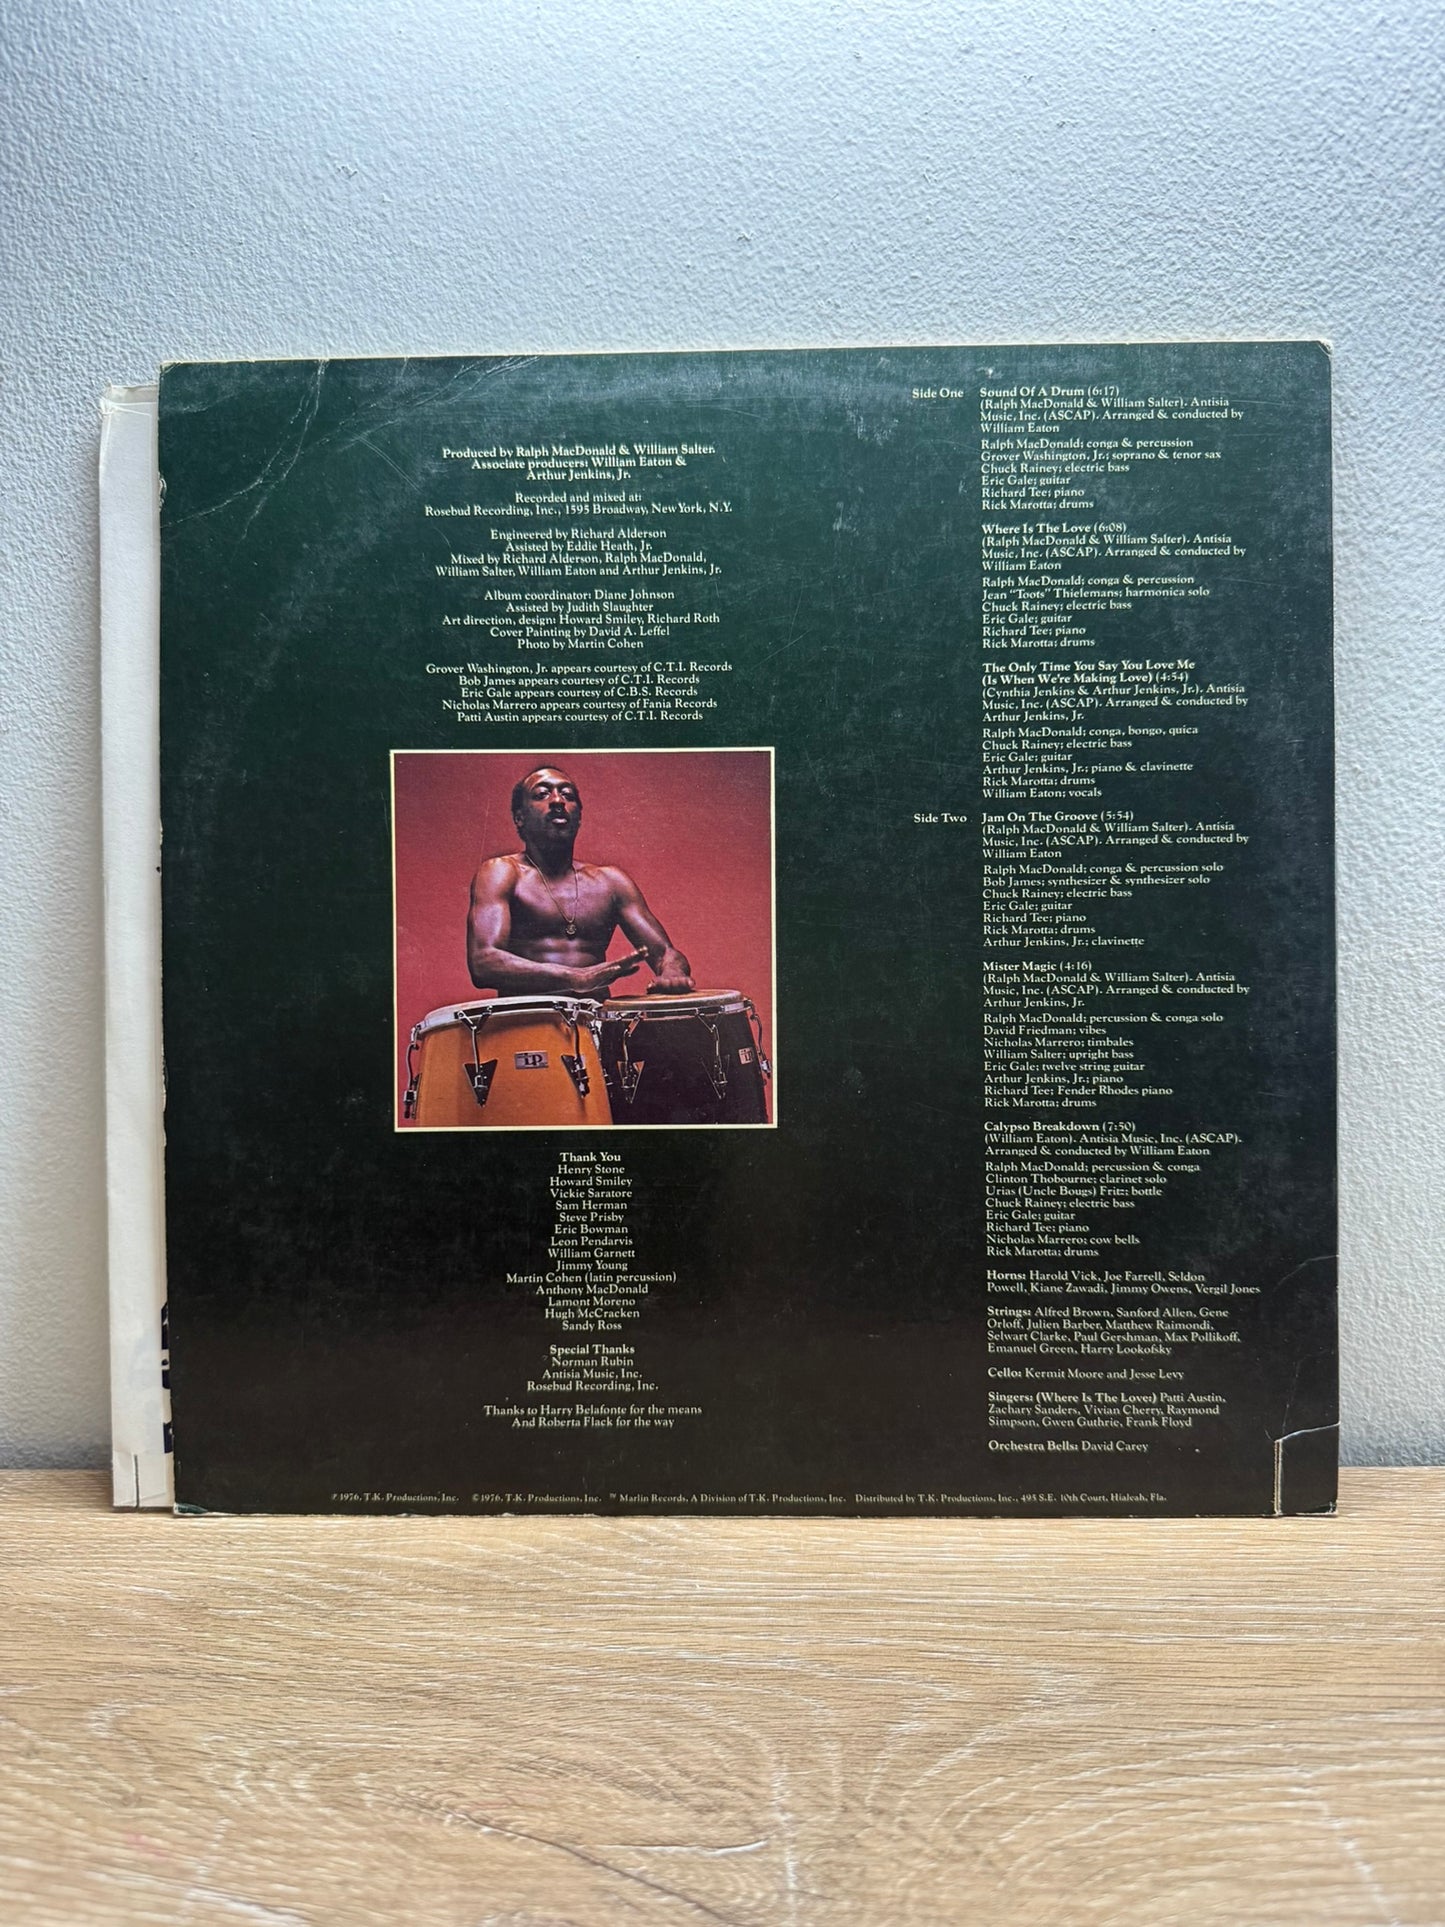 Produced by Ralph MacDonald & William Salter.
Associate producers: William Eaton &
Arthur Jenkins, Jr.
Recorded and mixed at:
Rosebud Recording, Inc., 1595 Broadway, New York, N.Y.
Engineered by Richard Alderson
Assisted by Eddie Heath, Jr.
Mixed by Richard Alderson, Ralph MacDonald,
William Salter, William Eaton and Arthur Jenkins, Jr.
Album coordinator: Diane Johnson
Assisted by Judith Slaughter
Art direction, design: Howard Smiley, Richard Roth
Cover Painting by David A. Leffel
Photo by Martin Cohen
Grover Washington, Jr. appears courtesy of C.T.I. Records
Bob James appears courtesy of C.T.I. Records
Eric Gale appears courtesy of C.B.S. Records
Nicholas Marrero appears courtesy of Fania Records
Patti Austin appears courtesy of C.T.I. Records
LP
LP
Thank You
Henry Stone
Howard Smiley
Vickie Saratore
Sam Herman
Steve Prisby
Eric Bowman
Leon Pendarvis
William Garnett
Jimmy Young
Martin Cohen (latin percussion)
Anthony MacDonald
Lamont Moreno
Hugh McCracken
Sandy Ross
Special Thanks
Norman Rubin
Antisia Music, Inc.
Rosebud Recording, Inc.
Thanks to Harry Belafonte for the means
And Roberta Flack for the way
Side One Sound Of A Drum (6:17)
(Ralph MacDonald & William Salter). Antisia
Music, Inc. (ASCAP). Arranged & conducted by
William Eaton
Ralph MacDonald; conga & percussion
Grover Washington, Jr.; soprano & tenor sax
Chuck Rainey; electric bass
Eric Gale; guitar
Richard Tee; piano
Rick Marotta; drums
Where Is The Love (6:08)
(Ralph MacDonald & William Salter). Antisia
Music, Inc. (ASCAP). Arranged & conducted by
William Eaton
Ralph MacDonald; conga & percussion
Jean "Toots" Thielemans; harmonica solo
Chuck Rainey; electric bass
Eric Gale; guitar
Richard Tee; piano
Rick Marotta; drums
The Only Time You Say You Love Me
(Is When We're Making Love) (4:54)
(Cynthia Jenkins & Arthur Jenkins, Jr.). Antisia
Music, Inc. (ASCAP). Arranged & conducted by
Arthur Jenkins, Jr.
Ralph MacDonald; conga, bongo, quica
Chuck Rainey; electric bass
Eric Gale; guitar
Arthur Jenkins, Jr.; piano & clavinette
Rick Marotta; drums
William Eaton; vocals
Side Two Jam On The Groove (5:54)
(Ralph MacDonald & William Salter). Antisia
Music, Inc. (ASCAP). Arranged & conducted by
William Eaton
Ralph MacDonald; conga & percussion solo
Bob James; synthesizer & synthesizer solo
Chuck Rainey; electric bass
Eric Gale; guitar
Richard Tee; piano
Rick Marotta; drums
Arthur Jenkins, Jr.; clavinette
Mister Magic (4:16)
(Ralph MacDonald & William Salter). Antisia
Music, Inc. (ASCAP). Arranged & conducted by
Arthur Jenkins, Jr.
Ralph MacDonald; percussion & conga solo
David Friedman; vibes
Nicholas Marrero; timbales
William Salter; upright bass
Eric Gale; twelve string guitar
Arthur Jenkins, Jr.; piano
Richard Tee; Fender Rhodes piano
Rick Marotta; drums
Calypso Breakdown (7:50)
(William Eaton). Antisia Music, Inc. (ASCAP).
Arranged & conducted by William Eaton
Ralph MacDonald; percussion & conga
Clinton Thobourne; clarinet solo
Urias (Uncle Bougs) Fritz; bottle
Chuck Rainey; electric bass
Eric Gale; guitar
Richard Tee; piano
Nicholas Marrero; cow bells
Rick Marotta; drums
Horns: Harold Vick, Joe Farrell, Seldon
Powell, Kiane Zawadi, Jimmy Owens, Vergil Jones
Strings: Alfred Brown, Sanford Allen, Gene
Orloff, Julien Barber, Matthew Raimondi,
Selwart Clarke, Paul Gershman, Max Pollikoff,
Emanuel Green, Harry Lookofsky
Cello: Kermit Moore and Jesse Levy
Singers: (Where Is The Love:) Patti Austin,
Zachary Sanders, Vivian Cherry, Raymond
Simpson, Gwen Guthrie, Frank Floyd
Orchestra Bells: David Carey
℗1976, T.K. Productions, Inc. ©1976, T.K. Productions, Inc. ™ Marlin Records, A Division of T.K. Productions, Inc. Distributed by T.K. Productions, Inc., 495 S.E. 10th Court, Hialeah, Fla.